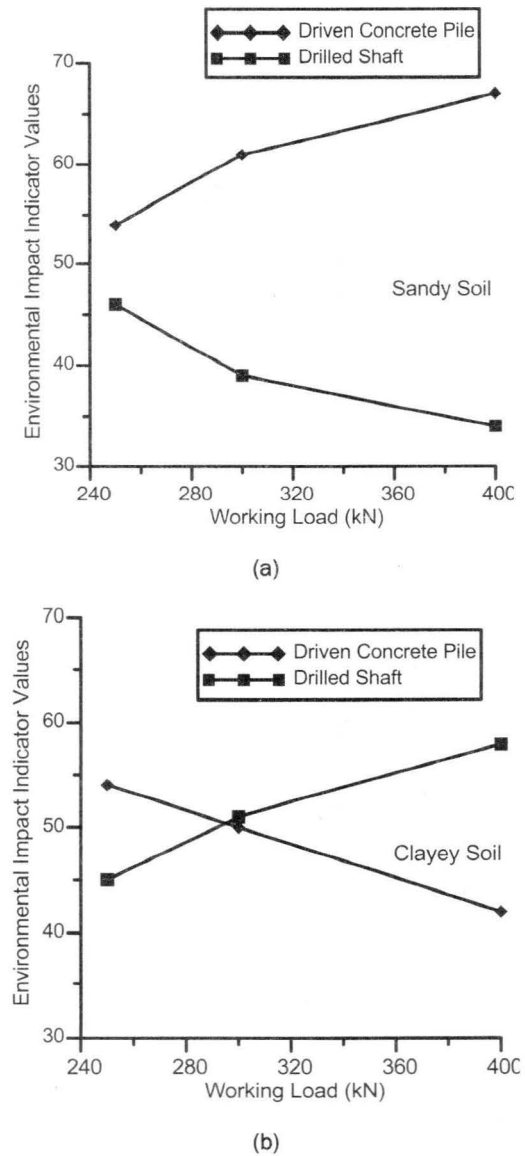 Driven Concrete Pile
Drilled Shaft
70
60
50
40
30
Environmental Impact Indicator Values
Sandy Soil
240 280 320 360 400
Working Load (kN)
(a)
70
60
50
40
30
Environmental Impact Indicator Values
Driven Concrete Pile
Drilled Shaft
Clayey Soil
240 280 320 360 400
Working Load (kN)
(b)